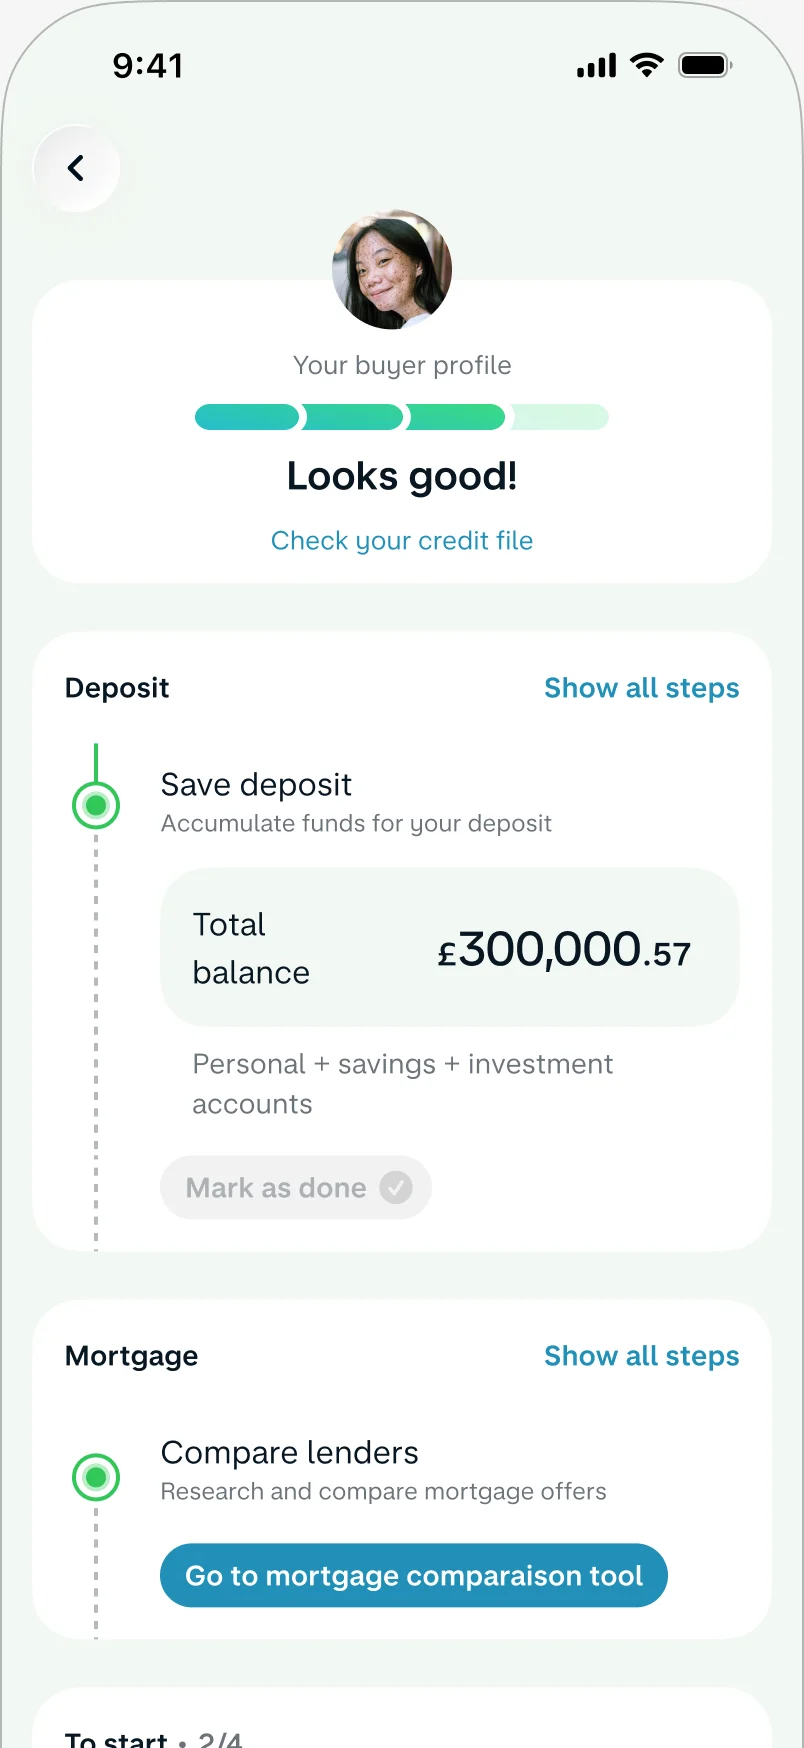 9:41
Your buyer profile
Looks good!
Check your credit file
Deposit
Show all steps
Save deposit
Accumulate funds for your deposit
Total
balance
£300,000.57
Personal + savings + investment
accounts
Mark as done
Mortgage
Show all steps
Compare lenders
Research and compare mortgage offers
Go to mortgage comparaison tool
To start • 2/4